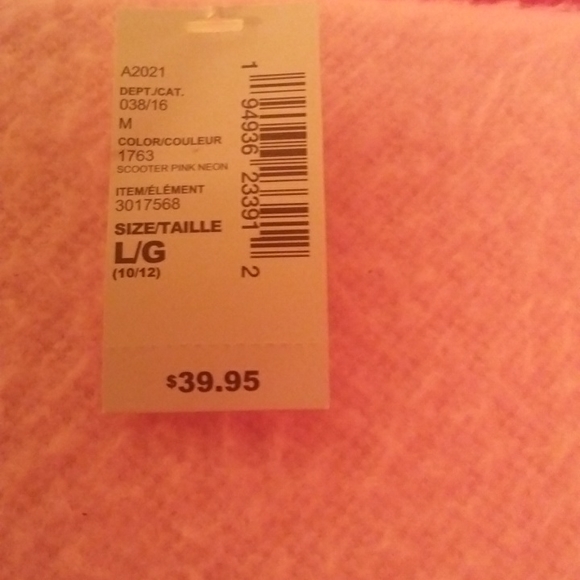 A2021
DEPT./CAT.
038/16
M
COLOR/COULEUR
1763
SCOOTER PINK NEON
ITEM/ÉLÉMENT
3017568
SIZE/TAILLE
L/G
(10/12)
1 94936 23391 2
$39.95